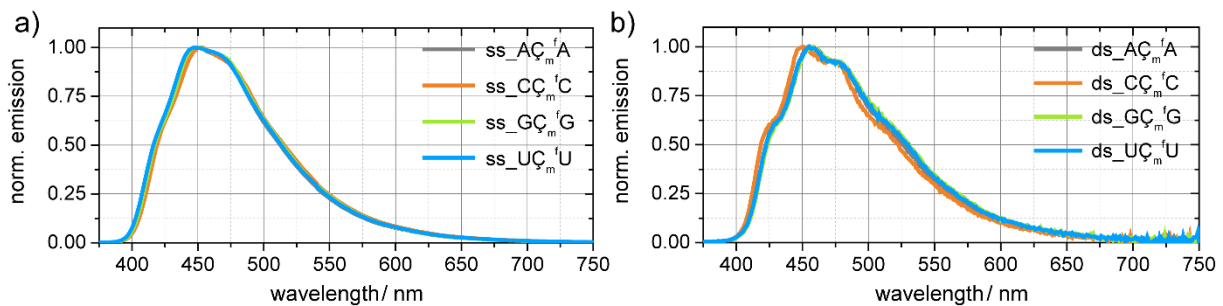 a)
norm. emission
1.00
0.75
0.50
0.25
0.00
ss_AÇₘᶠA
ss_CÇₘᶠC
ss_GÇₘᶠG
ss_UÇₘᶠU
400 450 500 550 600 650 700 750
wavelength/ nm
b)
norm. emission
1.00
0.75
0.50
0.25
0.00
ds_AÇₘᶠA
ds_CÇₘᶠC
ds_GÇₘᶠG
ds_UÇₘᶠU
400 450 500 550 600 650 700 750
wavelength/ nm